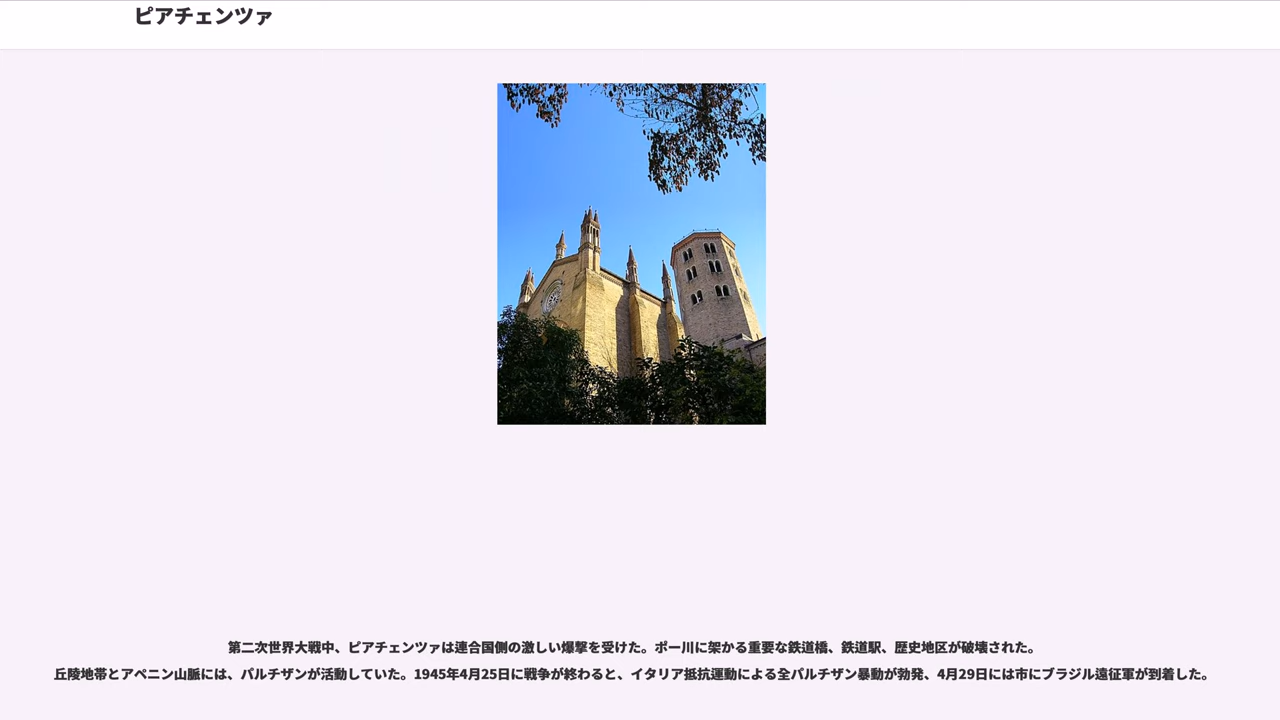 ピアチェンツァ
第二次世界大戦中、ピアチェンツァは連合国側の激しい爆撃を受けた。ポー川に架かる重要な鉄道橋、鉄道駅、歴史地区が破壊された。
丘陵地帯とアペニン山脈には、パルチザンが活動していた。1945年4月25日に戦争が終わると、イタリア抵抗運動による全パルチザン暴動が勃発、4月29日には市にブラジル遠征軍が到着した。